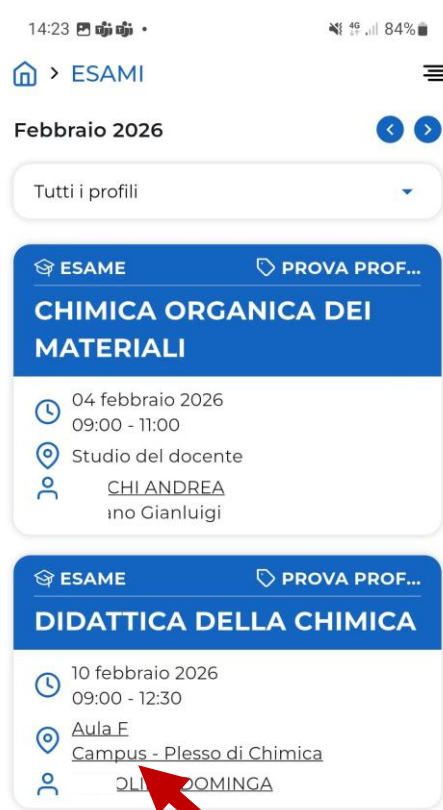 14:23
4G 84%
> ESAMI
Febbraio 2026
Tutti i profili
ESAME PROVA PROF...
CHIMICA ORGANICA DEI
MATERIALI
04 febbraio 2026
09:00 - 11:00
Studio del docente
ANDREA
Gianluigi
ESAME PROVA PROF...
DIDATTICA DELLA CHIMICA
10 febbraio 2026
09:00 - 12:30
Aula F
Campus - Plesso di Chimica
DOMINGA